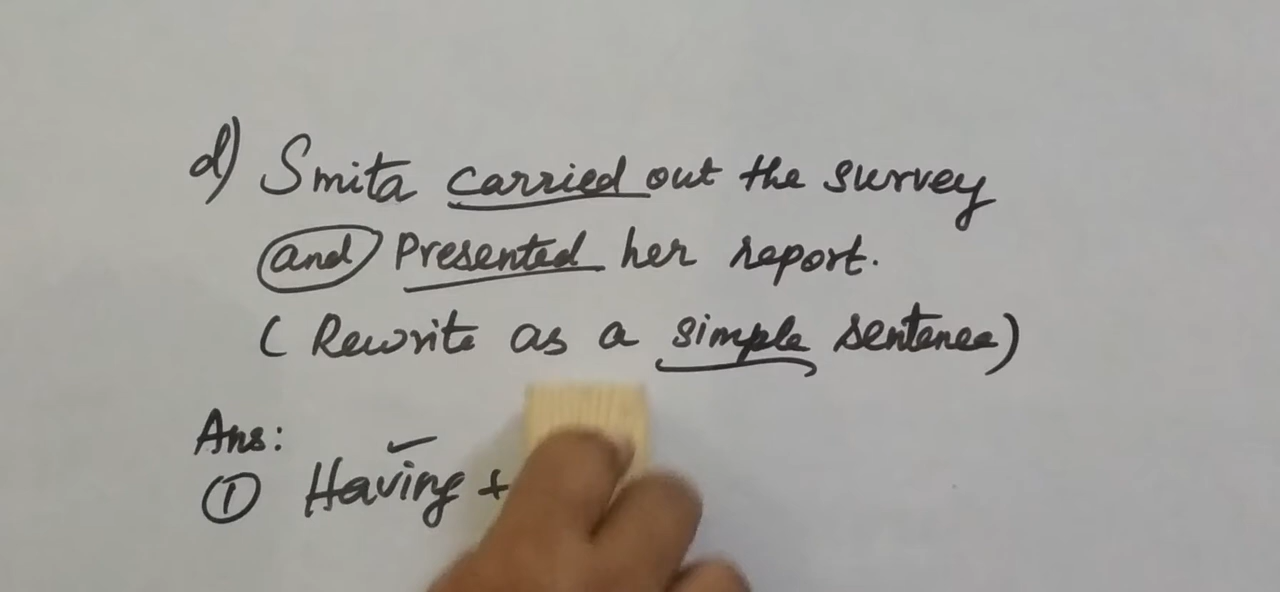 d) Smita carried out the survey
and Presented her report.
( Rewrite as a simple sentence)
Ans:
① Having +